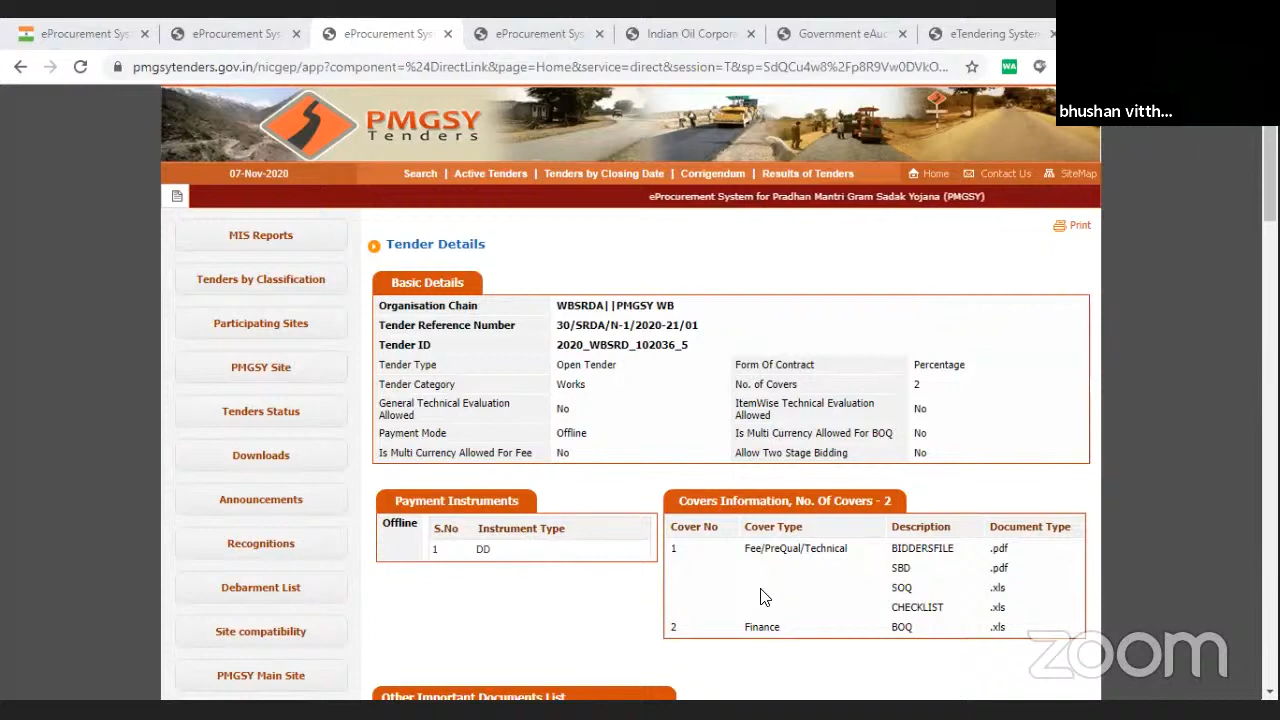 eProcurement Sys
eProcurement Sys
eProcurement Sys
eProcurement Sys
Indian Oil Corpora
Government eAuc
eTendering System
pmgsytenders.gov.in/nicgep/app?component=%24DirectLink&page=Home&service=direct&session=T&sp=SdQCu4w8%2Fp8R9Vw0DVkO...
WA
bhushan vitth...
PMGSY
Tenders
07-Nov-2020
Search | Active Tenders | Tenders by Closing Date | Corrigendum | Results of Tenders
Home
Contact Us
SiteMap
eProcurement System for Pradhan Mantri Gram Sadak Yojana (PMGSY)
MIS Reports
Tenders by Classification
Participating Sites
PMGSY Site
Tenders Status
Downloads
Announcements
Recognitions
Debarment List
Site compatibility
PMGSY Main Site
Print
Tender Details
Basic Details
Organisation Chain WBSRDA||PMGSY WB
Tender Reference Number 30/SRDA/N-1/2020-21/01
Tender ID 2020_WBSRD_102036_5
Tender Type Open Tender Form Of Contract Percentage
Tender Category Works No. of Covers 2
General Technical Evaluation Allowed No ItemWise Technical Evaluation Allowed No
Payment Mode Offline Is Multi Currency Allowed For BOQ No
Is Multi Currency Allowed For Fee No Allow Two Stage Bidding No
Payment Instruments
Offline S.No Instrument Type
1 DD
Covers Information, No. Of Covers - 2
Cover No Cover Type Description Document Type
1 Fee/PreQual/Technical BIDDERSFILE .pdf
SBD .pdf
SOQ .xls
CHECKLIST .xls
2 Finance BOQ .xls
Other Important Documents List
zoom